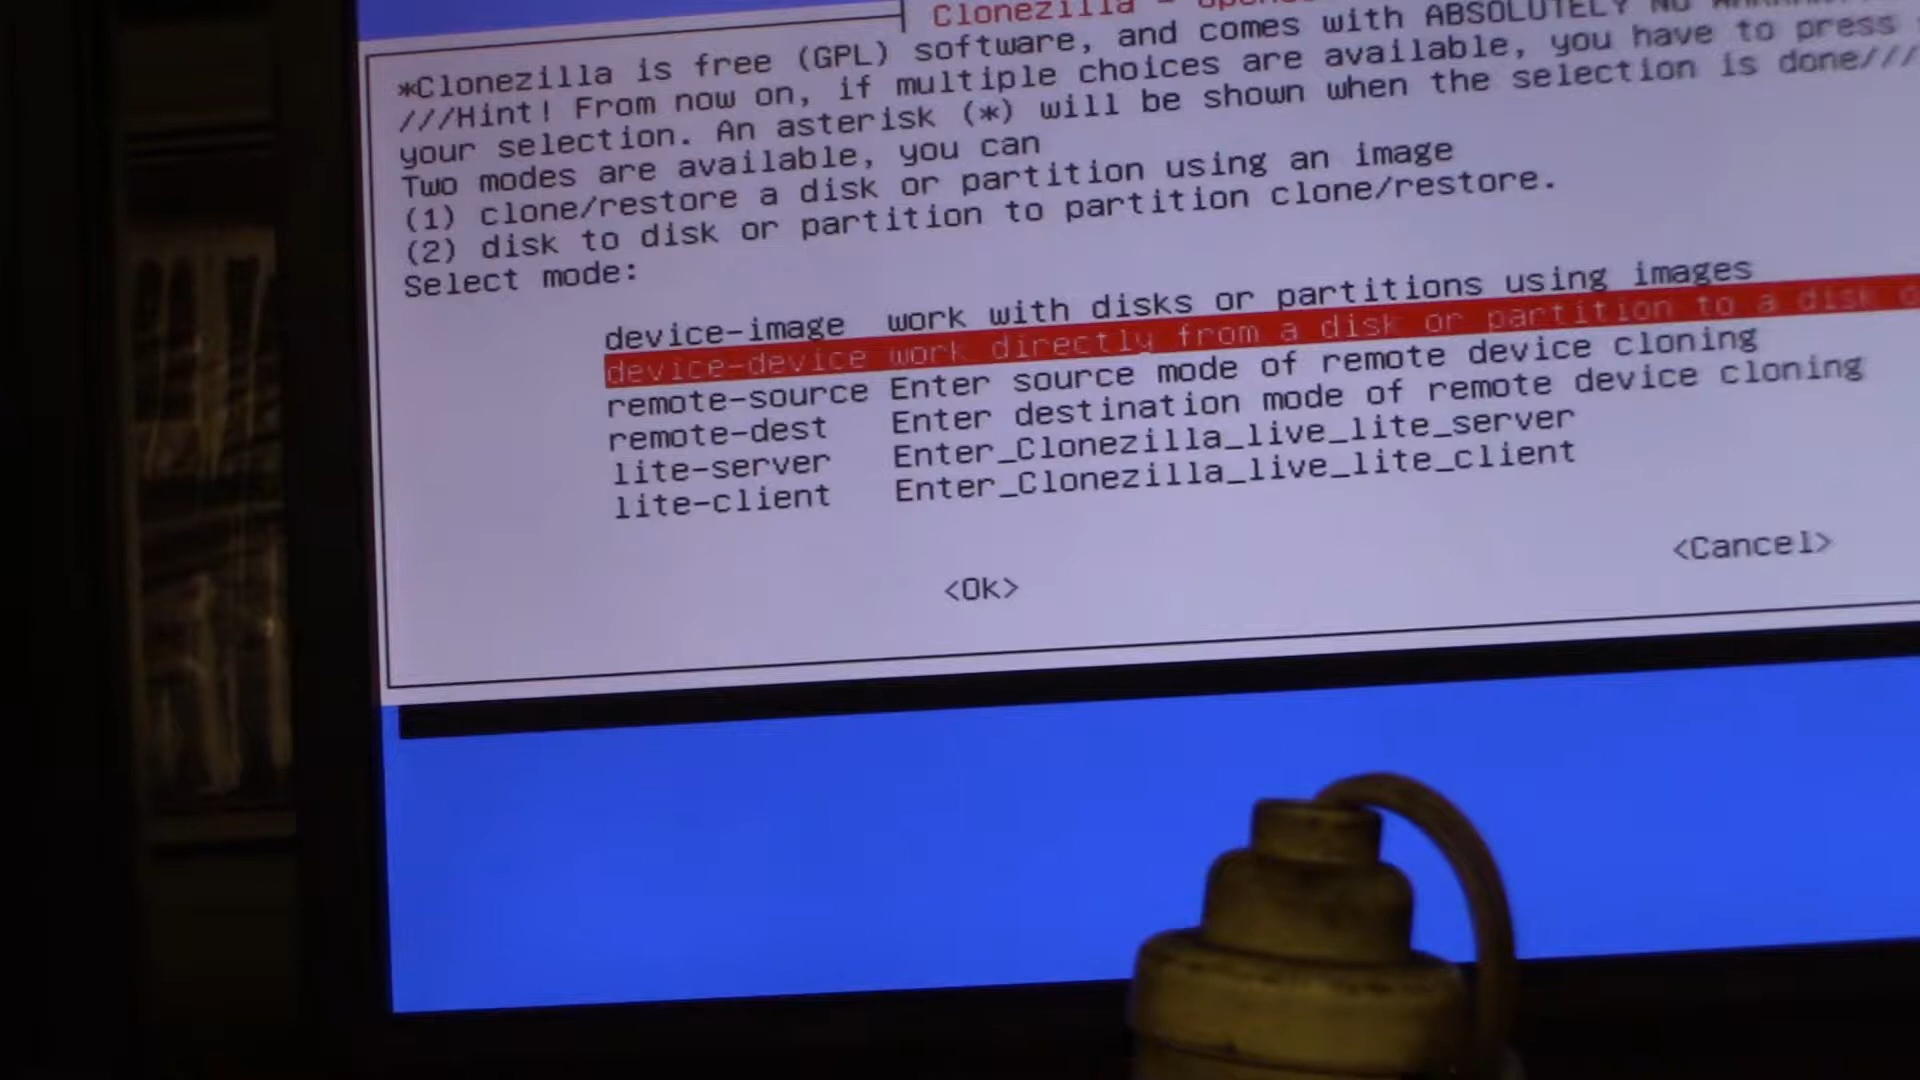 Clonezilla -
*Clonezilla is free (GPL) software, and comes with ABSOLUTELY NO
///Hint! From now on, if multiple choices are available, you have to press
your selection. An asterisk (*) will be shown when the selection is done///
Two modes are available, you can
(1) clone/restore a disk or partition using an image
(2) disk to disk or partition to partition clone/restore.
Select mode:
device-image work with disks or partitions using images
device-device work directly from a disk or partition to a disk
remote-source Enter source mode of remote device cloning
remote-dest Enter destination mode of remote device cloning
lite-server Enter_Clonezilla_live_lite_server
lite-client Enter_Clonezilla_live_lite_client
<Ok> <Cancel>